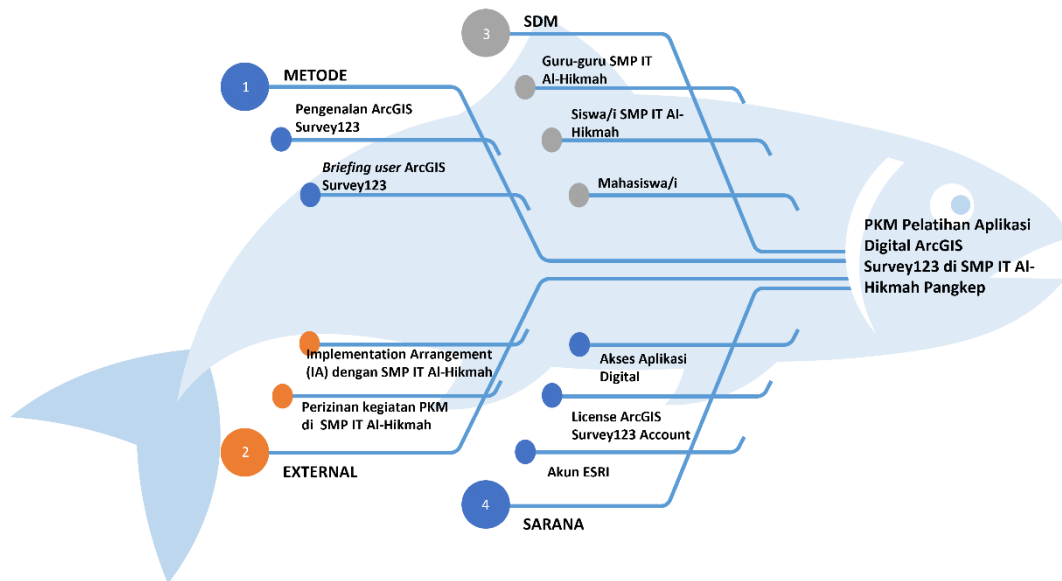 1
METODE
Pengenalan ArcGIS
Survey123
Briefing user ArcGIS
Survey123
3
SDM
Guru-guru SMP IT
Al-Hikmah
Siswa/i SMP IT Al-
Hikmah
Mahasiswa/i
PKM Pelatihan Aplikasi
Digital ArcGIS
Survey123 di SMP IT Al-
Hikmah Pangkep
Implementation Arrangement
(IA) dengan SMP IT Al-Hikmah
Perizinan kegiatan PKM
di SMP IT Al-Hikmah
2
EXTERNAL
Akses Aplikasi
Digital
License ArcGIS
Survey123 Account
Akun ESRI
4
SARANA